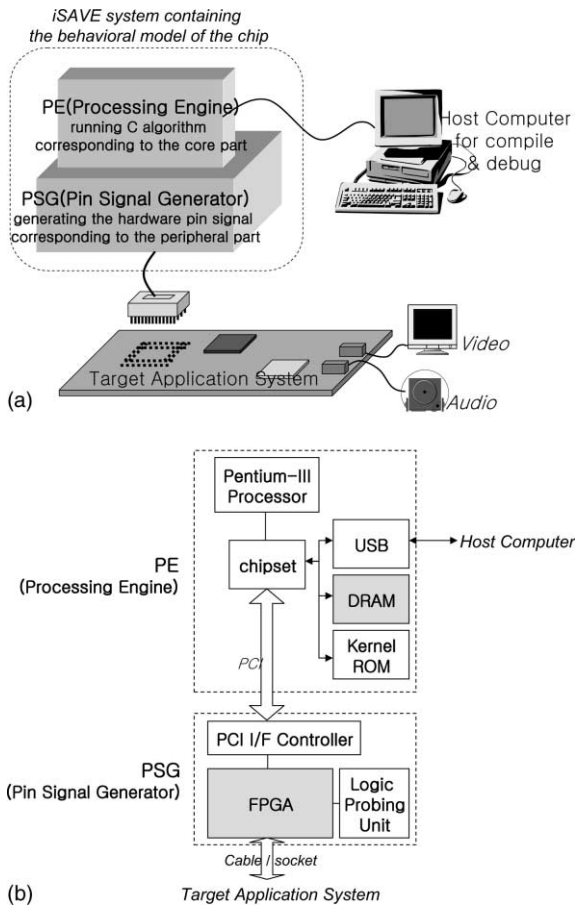 iSAVE system containing
the behavioral model of the chip
PE(Processing Engine)
running C algorithm
corresponding to the core part
PSG(Pin Signal Generator)
generating the hardware pin signal
corresponding to the peripheral part
Host Computer
for compile
& debug
Target Application System
Video
Audio
(a)
Pentium-III
Processor
PE
(Processing Engine)
chipset
USB
Host Computer
DRAM
Kernel
ROM
PCI
PCI I/F Controller
PSG
(Pin Signal Generator)
FPGA
Logic
Probing
Unit
Cable / socket
Target Application System
(b)